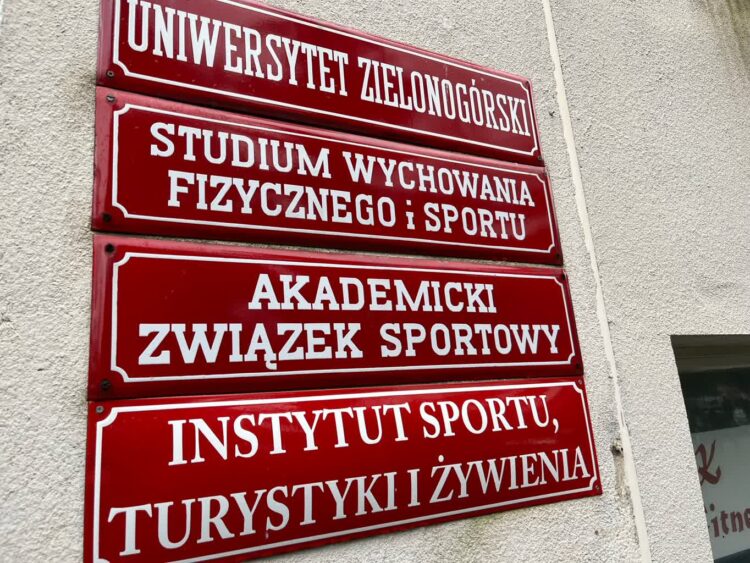 UNIWERSYTET ZIELONOGÓRSKI
STUDIUM WYCHOWANIA
FIZYCZNEGO i SPORTU
AKADEMICKI
ZWIĄZEK SPORTOWY
INSTYTUT SPORTU,
TURYSTYKI I ŻYWIENIA